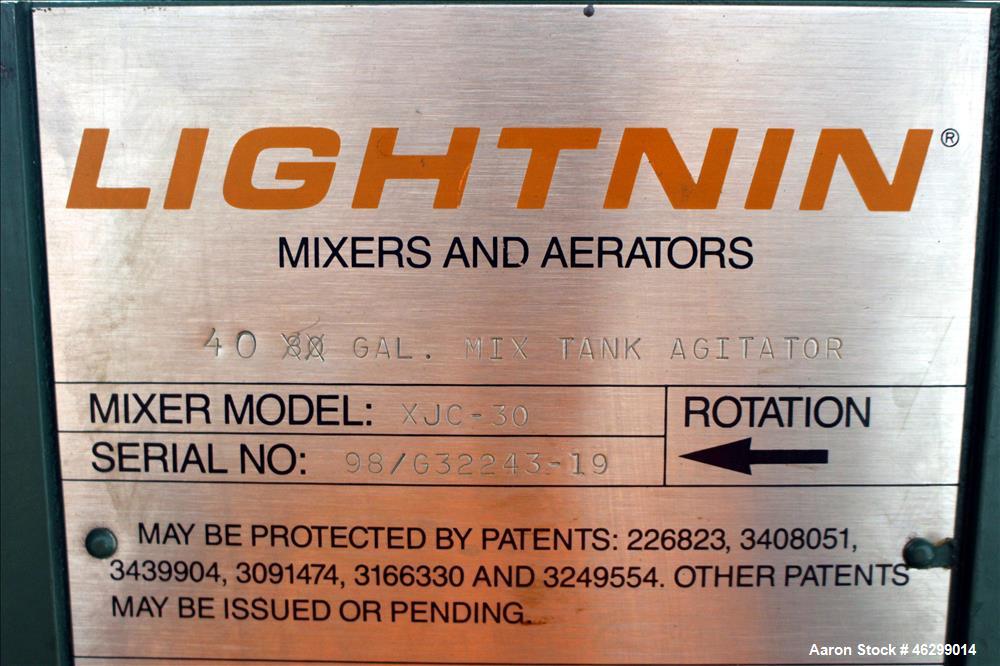 LIGHTNIN®
MIXERS AND AERATORS
40 GAL. MIX TANK AGITATOR
MIXER MODEL: XJC-30
ROTATION
SERIAL NO: 98/G32243-19
MAY BE PROTECTED BY PATENTS: 226823, 3408051,
3439904, 3091474, 3166330 AND 3249554. OTHER PATENTS
MAY BE ISSUED OR PENDING.
Aaron Stock # 46299014